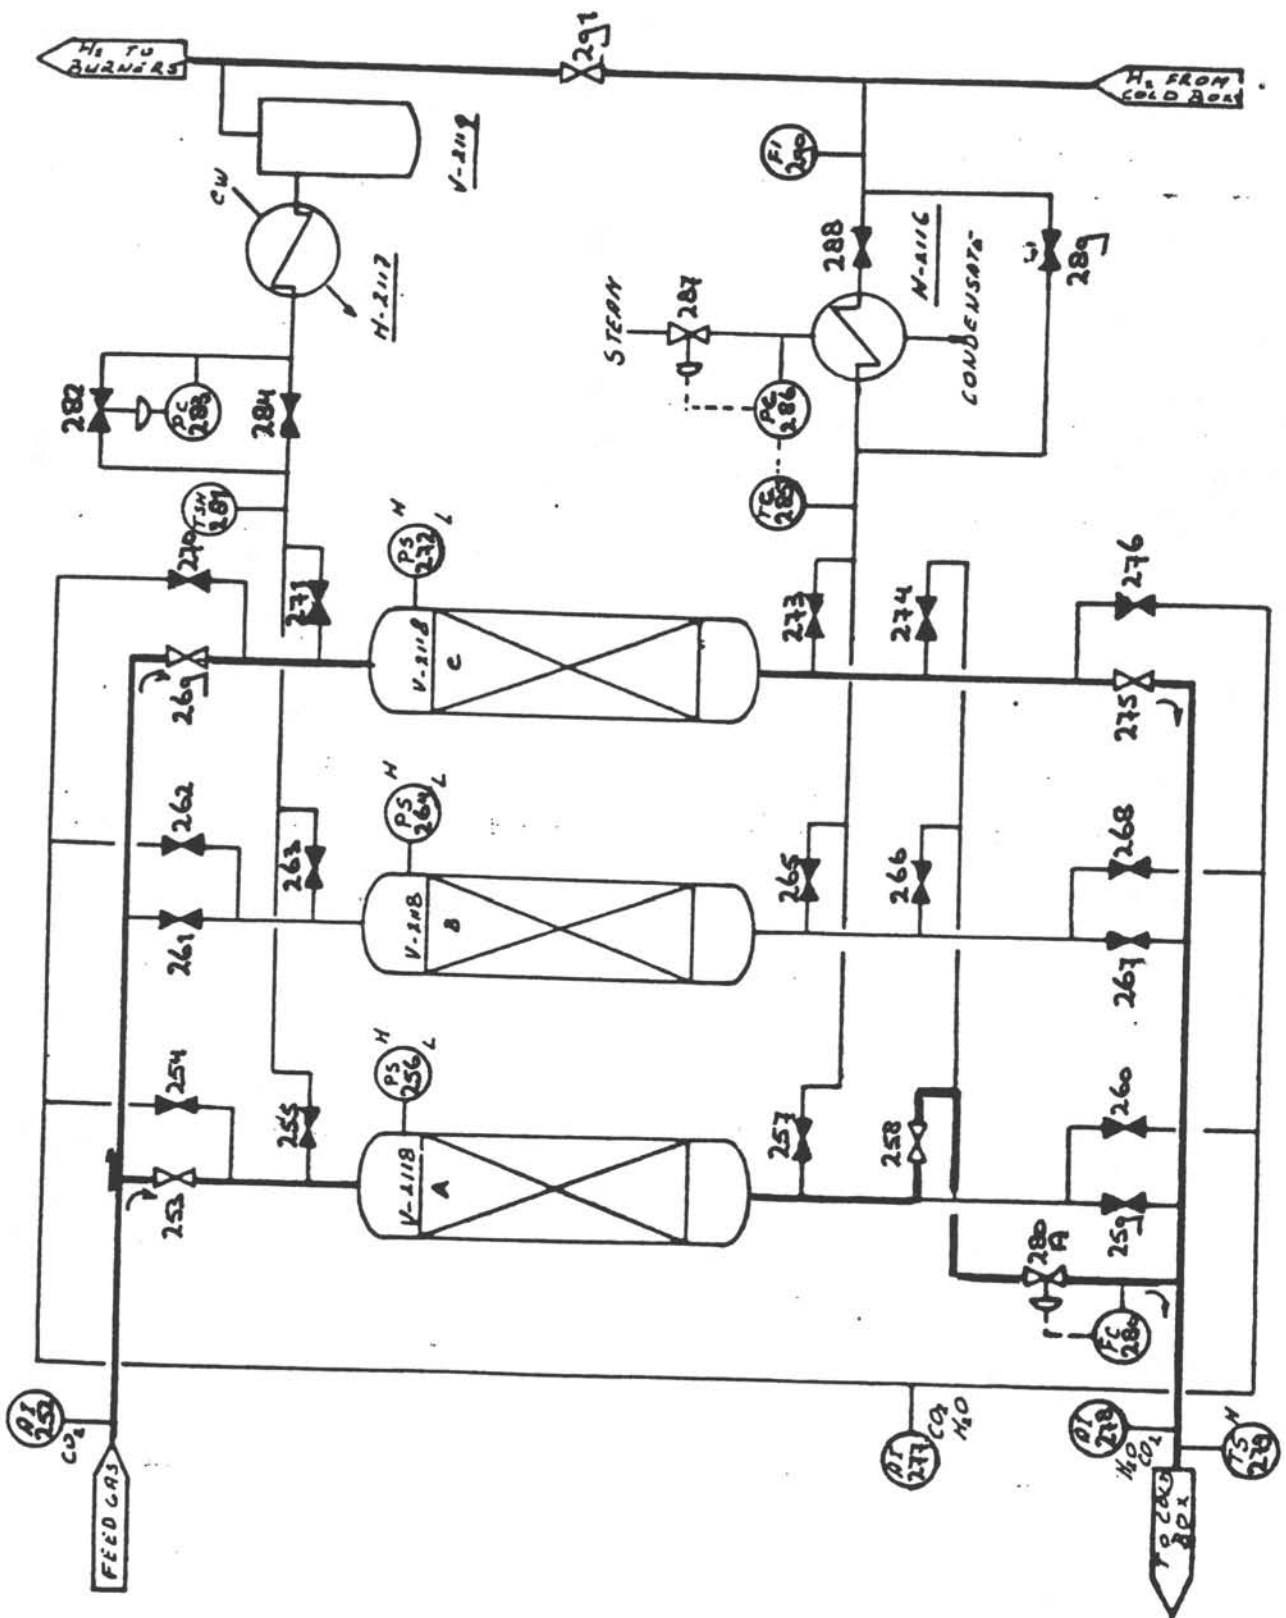 H₂ TO
BURNERS
291
H₂ FROM
COLD BOX
V-2119
CW
H-2117
FI
290
288
H-2116
289
STEAM
287
CONDENSATE
PC
286
TC
285
282
PC
283
284
TSH
281
270
269
271
PS
272
H
L
V-2118
C
273
274
275
276
262
261
263
PS
264
H
L
V-2118
B
265
266
267
268
254
253
255
PS
256
H
L
V-2118
A
257
258
259
260
280
A
FC
280
AI
252
CO₂
FEED GAS
AI
277
CO₂
H₂O
AI
278
H₂O
CO₂
TS
279
H
TO COLD
BOX